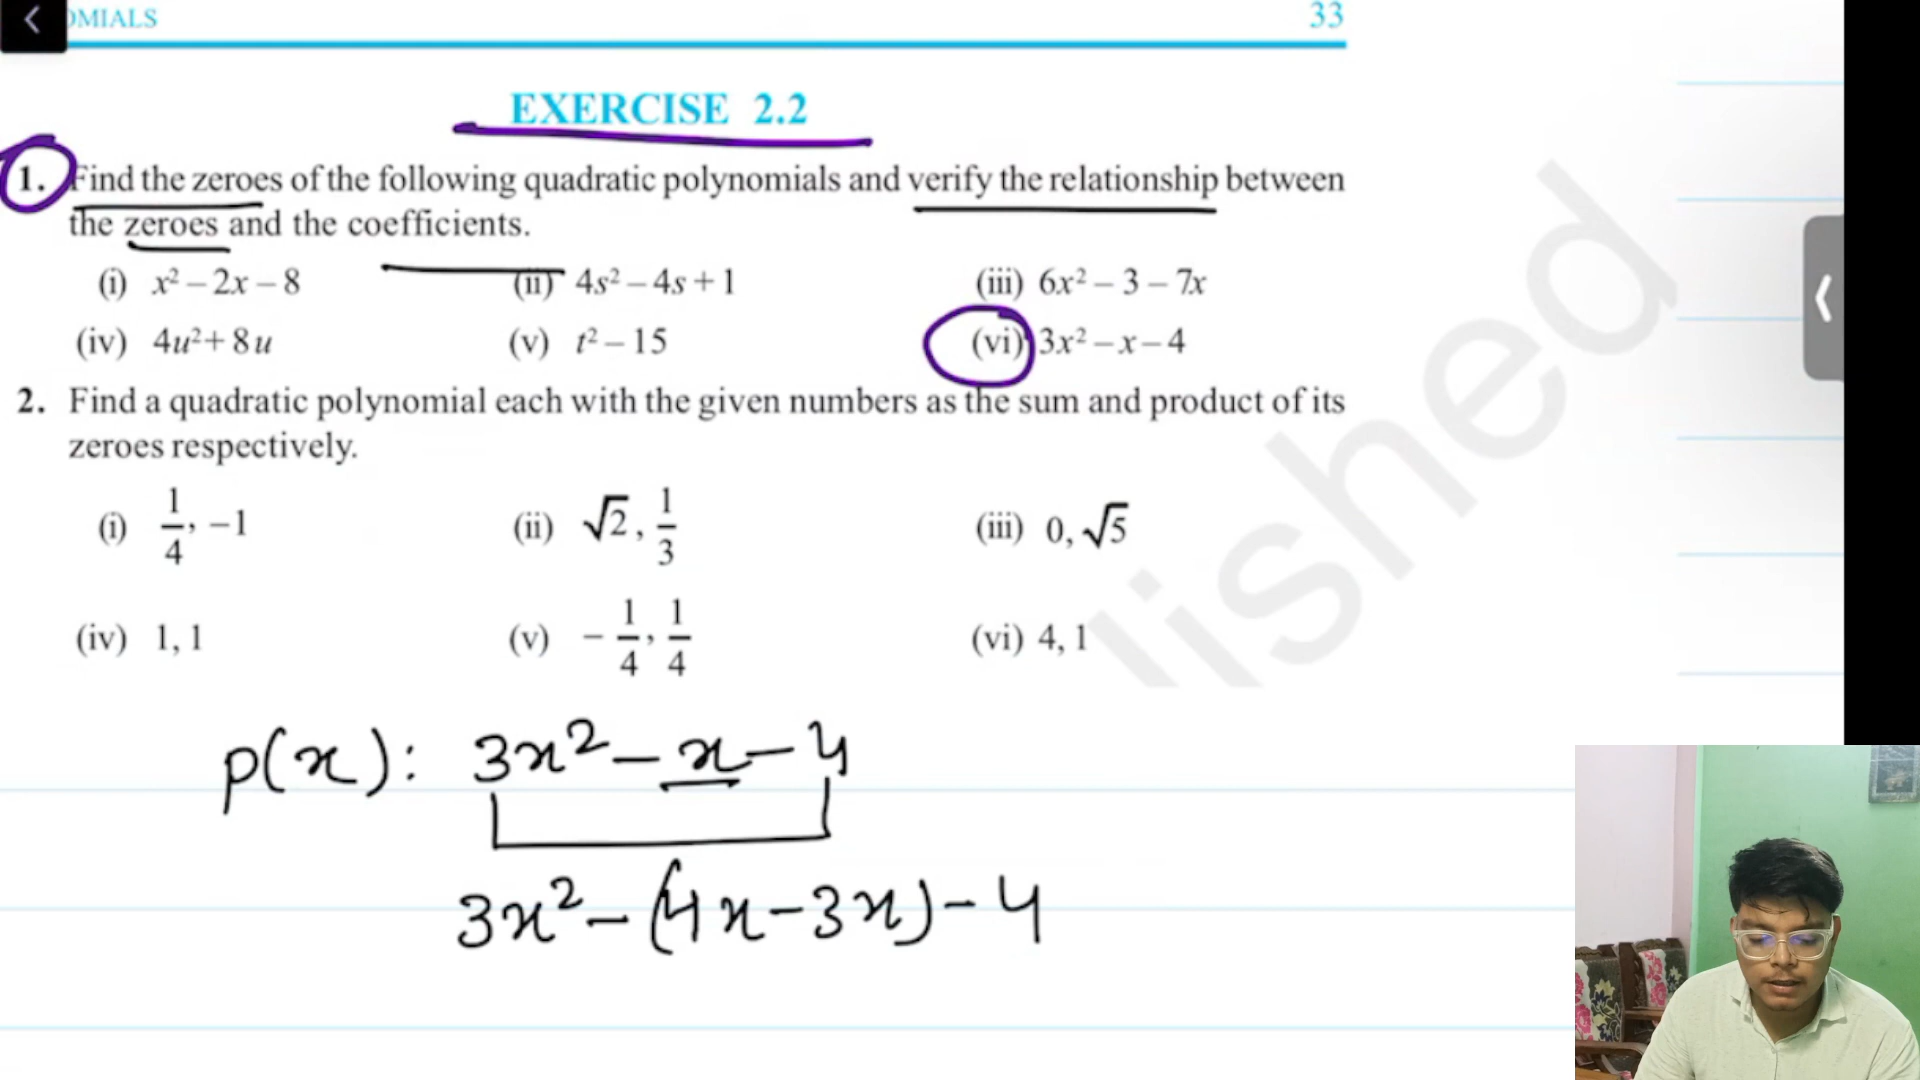 OMIALS 33
EXERCISE 2.2
1. Find the zeroes of the following quadratic polynomials and verify the relationship between
the zeroes and the coefficients.
(i) x² – 2x – 8 (ii) 4s² – 4s + 1 (iii) 6x² – 3 – 7x
(iv) 4u² + 8u (v) t² – 15 (vi) 3x² – x – 4
2. Find a quadratic polynomial each with the given numbers as the sum and product of its
zeroes respectively.
(i) 1/4, –1 (ii) √2, 1/3 (iii) 0, √5
(iv) 1, 1 (v) –1/4, 1/4 (vi) 4, 1
lished
p(x): 3x² – x – 4
3x² – (4x – 3x) – 4